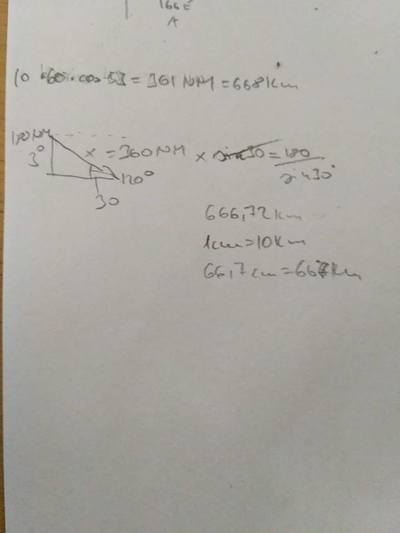 166E
A
10 · 60 · cos 53 = 361 NM = 668 km
180 NM
3°
x = 360 NM
x sin 30 = 180
sin 30°
120°
30
666,72 km
1cm = 10 km
66,7 cm = 667 km